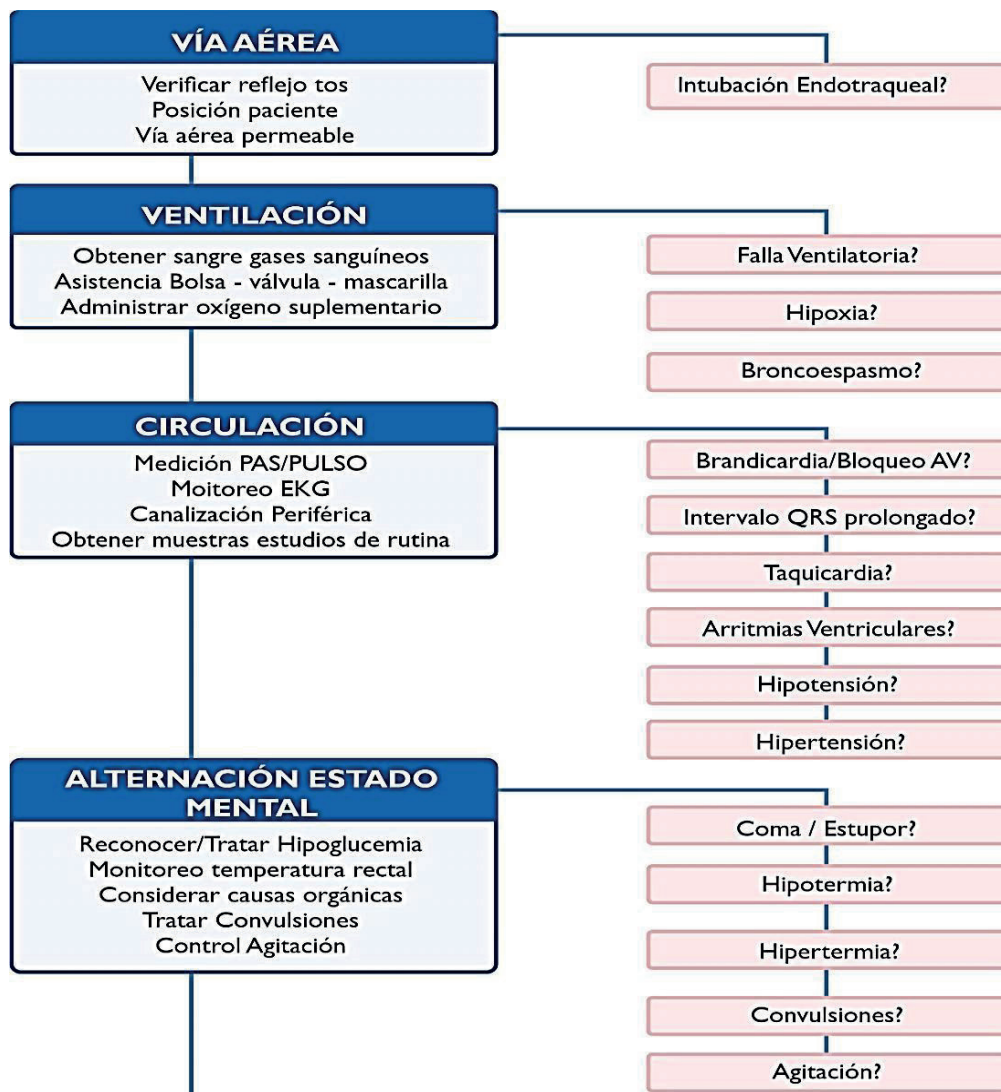 VÍA AÉREA
Verificar reflejo tos
Posición paciente
Vía aérea permeable
Intubación Endotraqueal?
VENTILACIÓN
Obtener sangre gases sanguíneos
Asistencia Bolsa - válvula - mascarilla
Administrar oxígeno suplementario
Falla Ventilatoria?
Hipoxia?
Broncoespasmo?
CIRCULACIÓN
Medición PAS/PULSO
Moitoreo EKG
Canalización Periférica
Obtener muestras estudios de rutina
Brandicardia/Bloqueo AV?
Intervalo QRS prolongado?
Taquicardia?
Arritmias Ventriculares?
Hipotensión?
Hipertensión?
ALTERNACIÓN ESTADO
MENTAL
Reconocer/Tratar Hipoglucemia
Monitoreo temperatura rectal
Considerar causas orgánicas
Tratar Convulsiones
Control Agitación
Coma / Estupor?
Hipotermia?
Hipertermia?
Convulsiones?
Agitación?